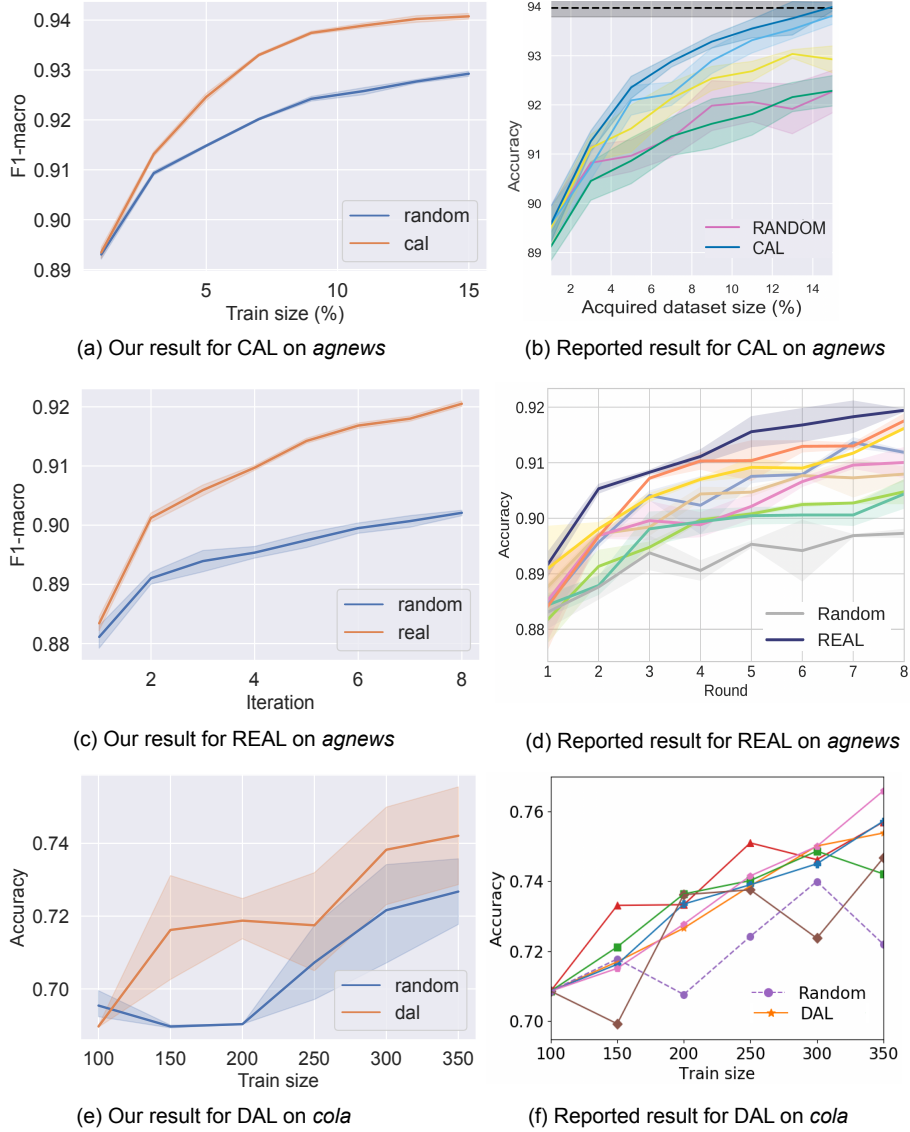 0.94
0.93
0.92
0.91
0.90
0.89
F1-macro
random
cal
5
10
15
Train size (%)
(a) Our result for CAL on agnews
94
93
92
91
90
89
Accuracy
RANDOM
CAL
2
4
6
8
10
12
14
Acquired dataset size (%)
(b) Reported result for CAL on agnews
0.92
0.91
0.90
0.89
0.88
F1-macro
random
real
2
4
6
8
Iteration
(c) Our result for REAL on agnews
0.92
0.91
0.90
0.89
0.88
Accuracy
Random
REAL
1
2
3
4
5
6
7
8
Round
(d) Reported result for REAL on agnews
0.74
0.72
0.70
Accuracy
random
dal
100
150
200
250
300
350
Train size
(e) Our result for DAL on cola
0.76
0.74
0.72
0.70
Accuracy
Random
DAL
100
150
200
250
300
350
Train size
(f) Reported result for DAL on cola